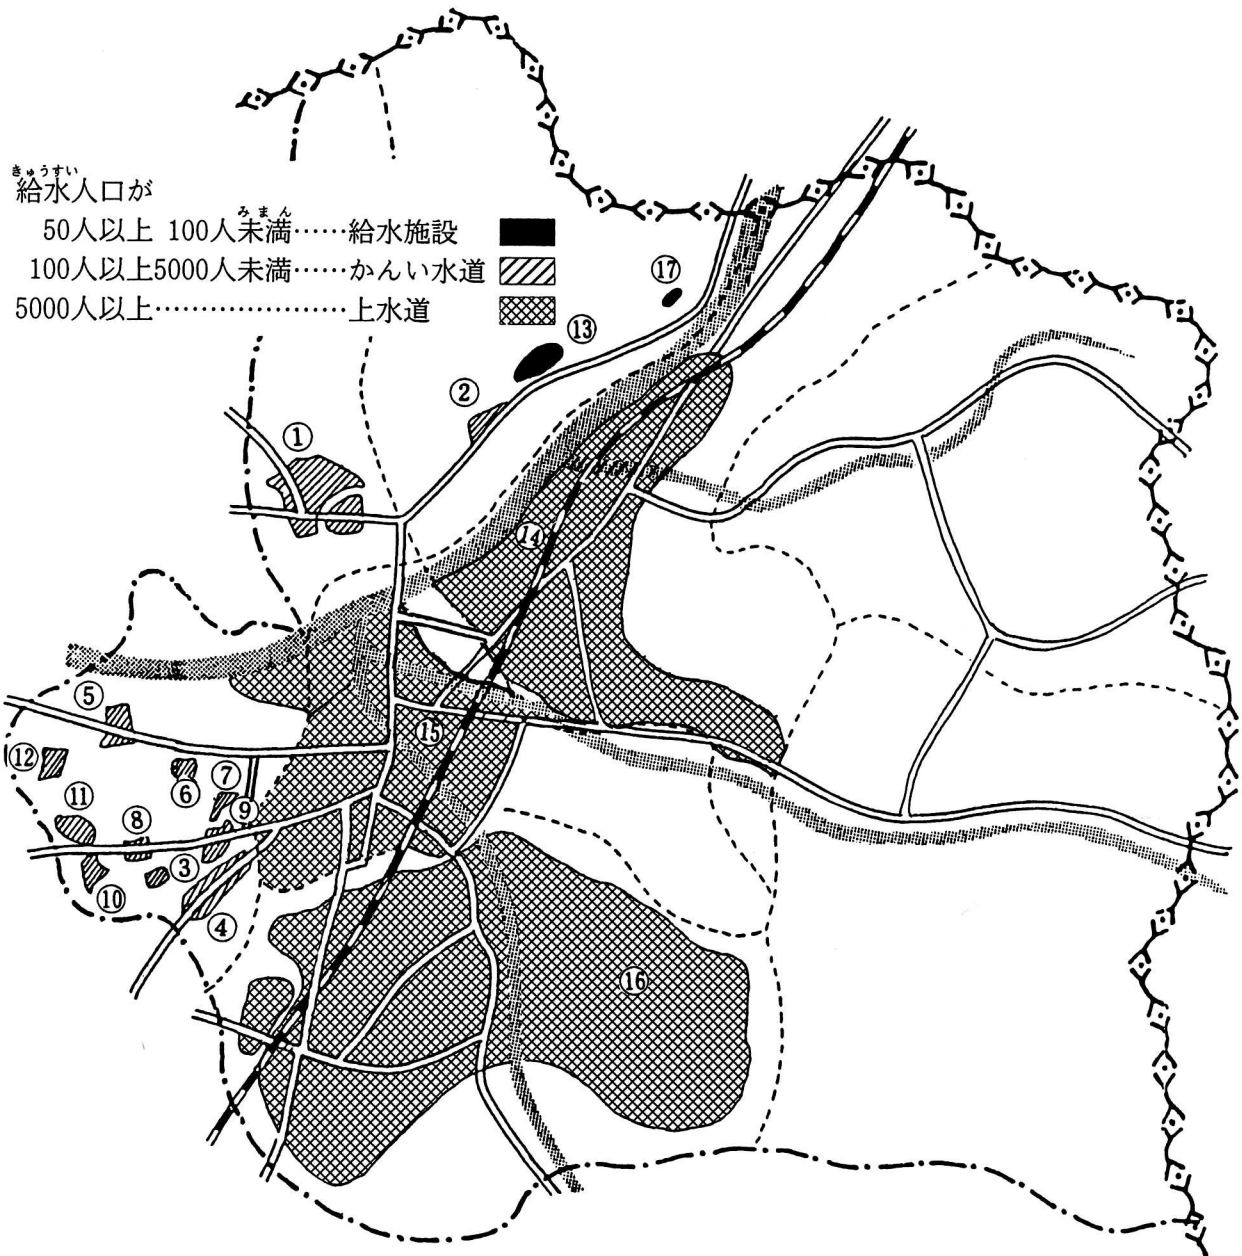 きゅうすい
給水人口が
みまん
50人以上 100人未満……給水施設
100人以上5000人未満……かんい水道
5000人以上…………………上水道
⑰
⑬
②
①
⑭
⑤
⑮
⑫
⑥
⑦
⑪
⑧
⑨
③
⑩
④
⑯